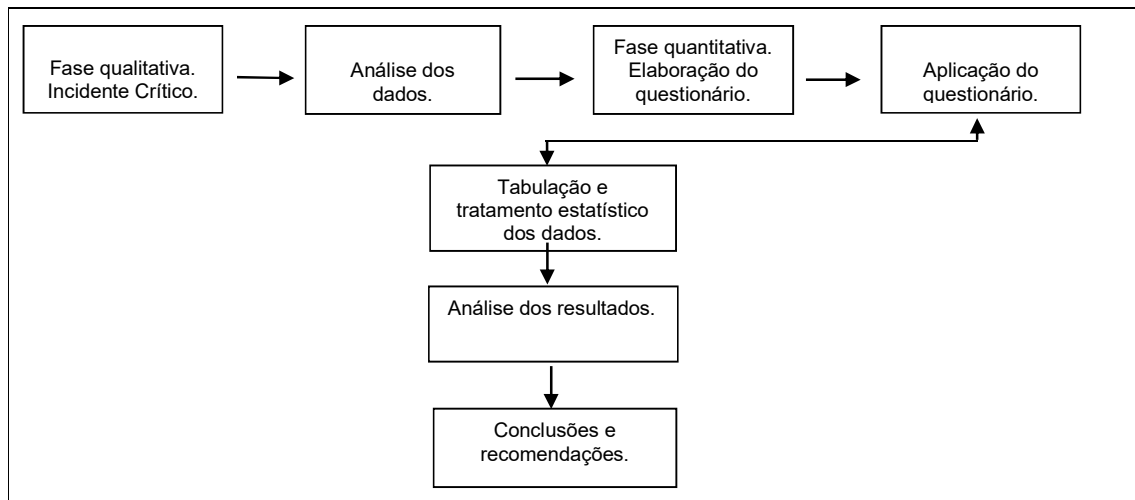 Fase qualitativa.
Incidente Crítico.
Análise dos
dados.
Fase quantitativa.
Elaboração do
questionário.
Aplicação do
questionário.
Tabulação e
tratamento estatístico
dos dados.
Análise dos resultados.
Conclusões e
recomendações.